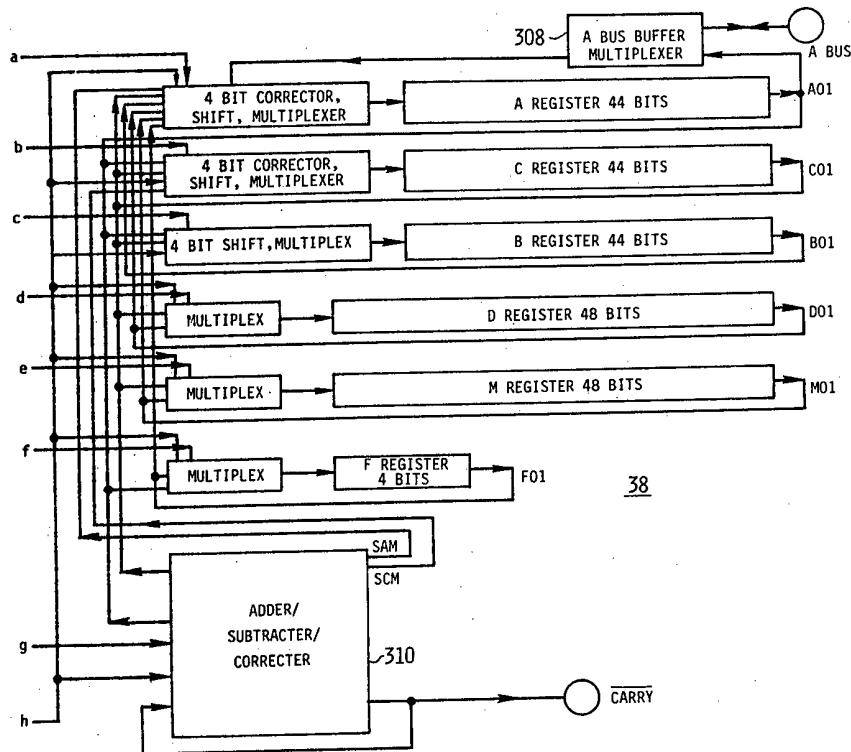 308
A BUS BUFFER
MULTIPLEXER
A BUS
a
4 BIT CORRECTOR,
SHIFT, MULTIPLEXER
A REGISTER 44 BITS
A01
b
4 BIT CORRECTOR,
SHIFT, MULTIPLEXER
C REGISTER 44 BITS
C01
c
4 BIT SHIFT,MULTIPLEX
B REGISTER 44 BITS
B01
d
MULTIPLEX
D REGISTER 48 BITS
D01
e
MULTIPLEX
M REGISTER 48 BITS
M01
f
MULTIPLEX
F REGISTER
4 BITS
F01
38
SAM
SCM
ADDER/
SUBTRACTER/
CORRECTER
g
310
CARRY
h